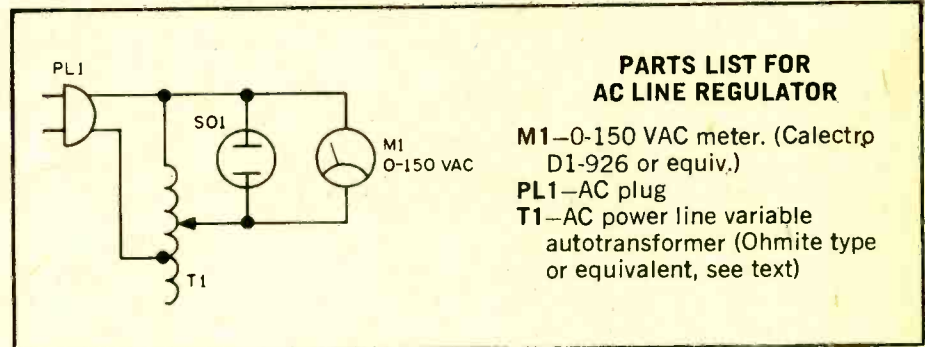 PL1
SO1
M1
0-150 VAC
T1
PARTS LIST FOR
AC LINE REGULATOR
M1—0-150 VAC meter. (Calectro
D1-926 or equiv.)
PL1—AC plug
T1—AC power line variable
autotransformer (Ohmite type
or equivalent, see text)